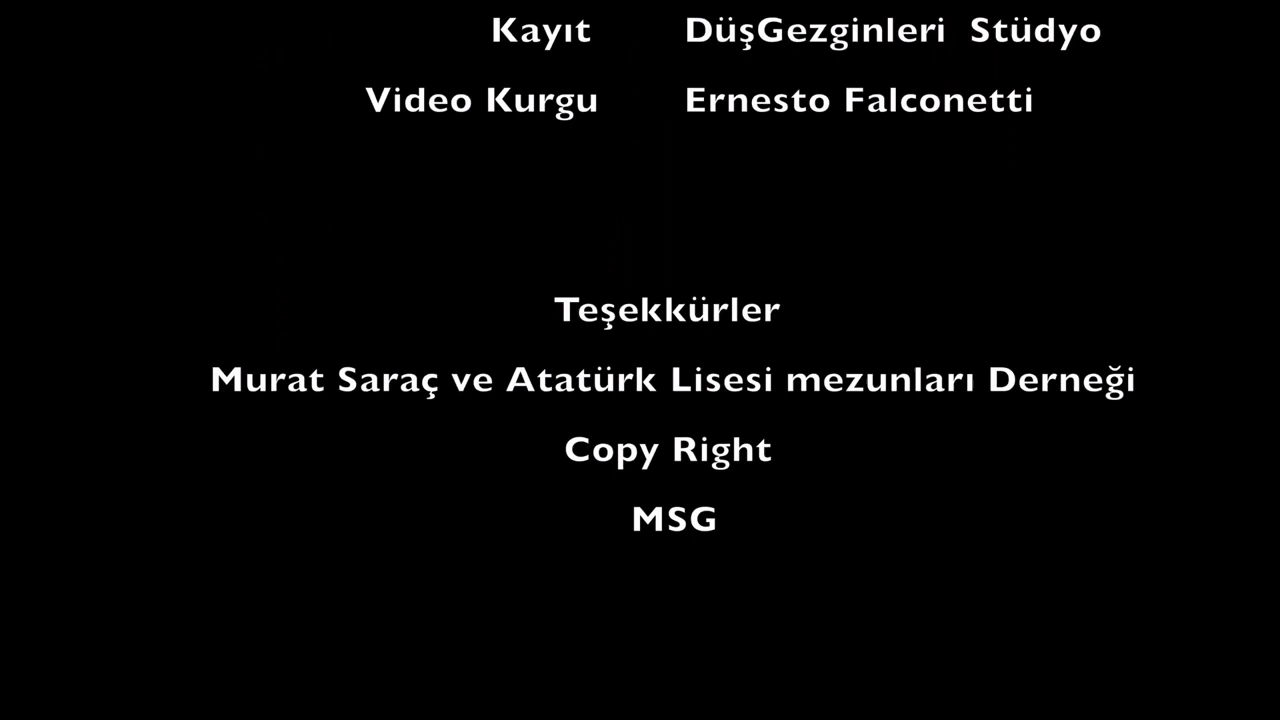 Kayıt DüşGezginleri Stüdyo
Video Kurgu Ernesto Falconetti
Teşekkürler
Murat Saraç ve Atatürk Lisesi mezunları Derneği
Copy Right
MSG